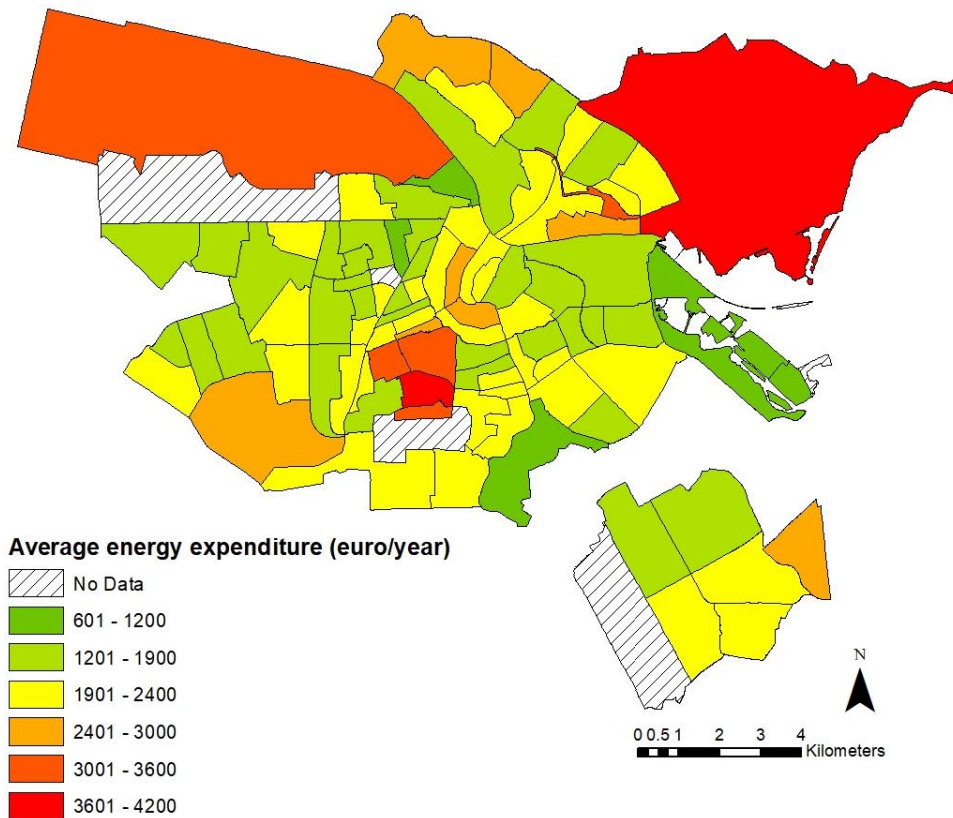 Average energy expenditure (euro/year)
No Data
601 - 1200
1201 - 1900
1901 - 2400
2401 - 3000
3001 - 3600
3601 - 4200
N
0 0.5 1 2 3 4
Kilometers